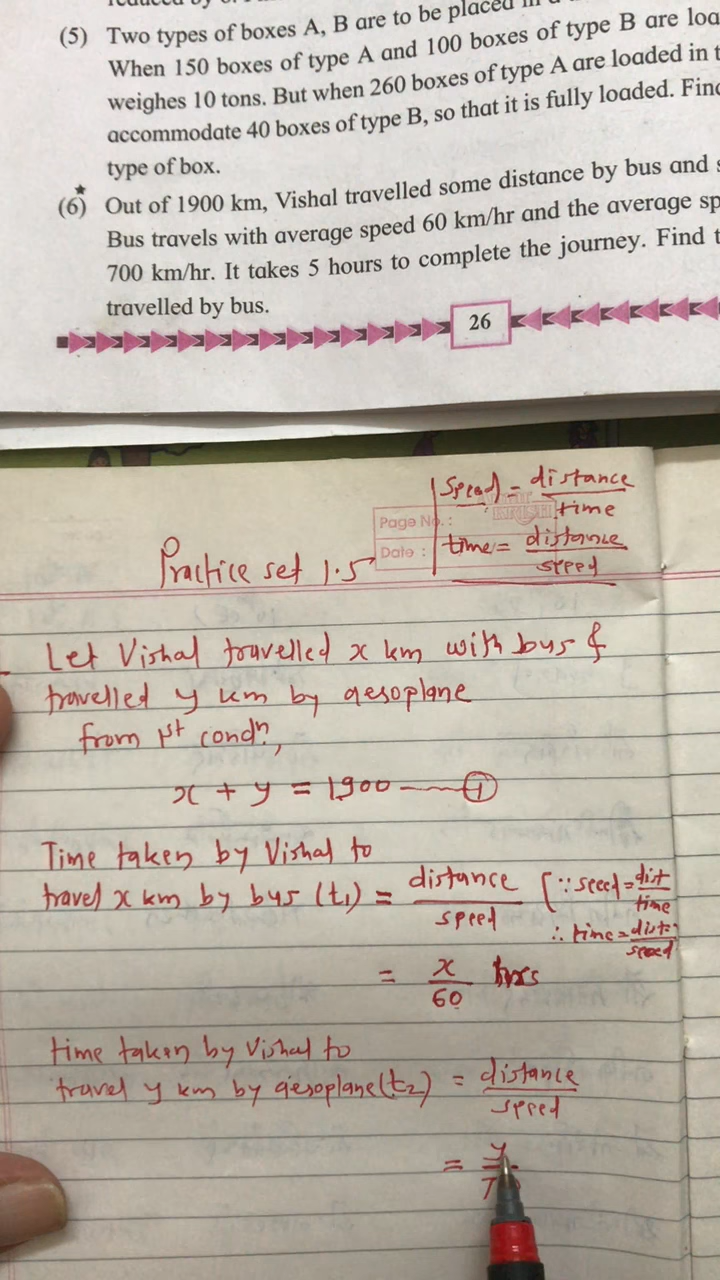 (5) Two types of boxes A, B are to be placed in
When 150 boxes of type A and 100 boxes of type B are loa
weighes 10 tons. But when 260 boxes of type A are loaded in t
accommodate 40 boxes of type B, so that it is fully loaded. Find
type of box.
(6)* Out of 1900 km, Vishal travelled some distance by bus and s
Bus travels with average speed 60 km/hr and the average sp
700 km/hr. It takes 5 hours to complete the journey. Find t
travelled by bus.
26
speed = distance / time
Page No. :
Date :
time = distance / speed
Practice set 1.5
Let Vishal travelled x km with bus &
travelled y km by aeroplane
from 1st condn,
x + y = 1900 —— ①
Time taken by Vishal to
travel x km by bus (t1) = distance / speed [∵ speed = dist / time
∴ time = dist. / speed
= x / 60 hrs
time taken by Vishal to
travel y km by aeroplane (t2) = distance / speed
= y / 7